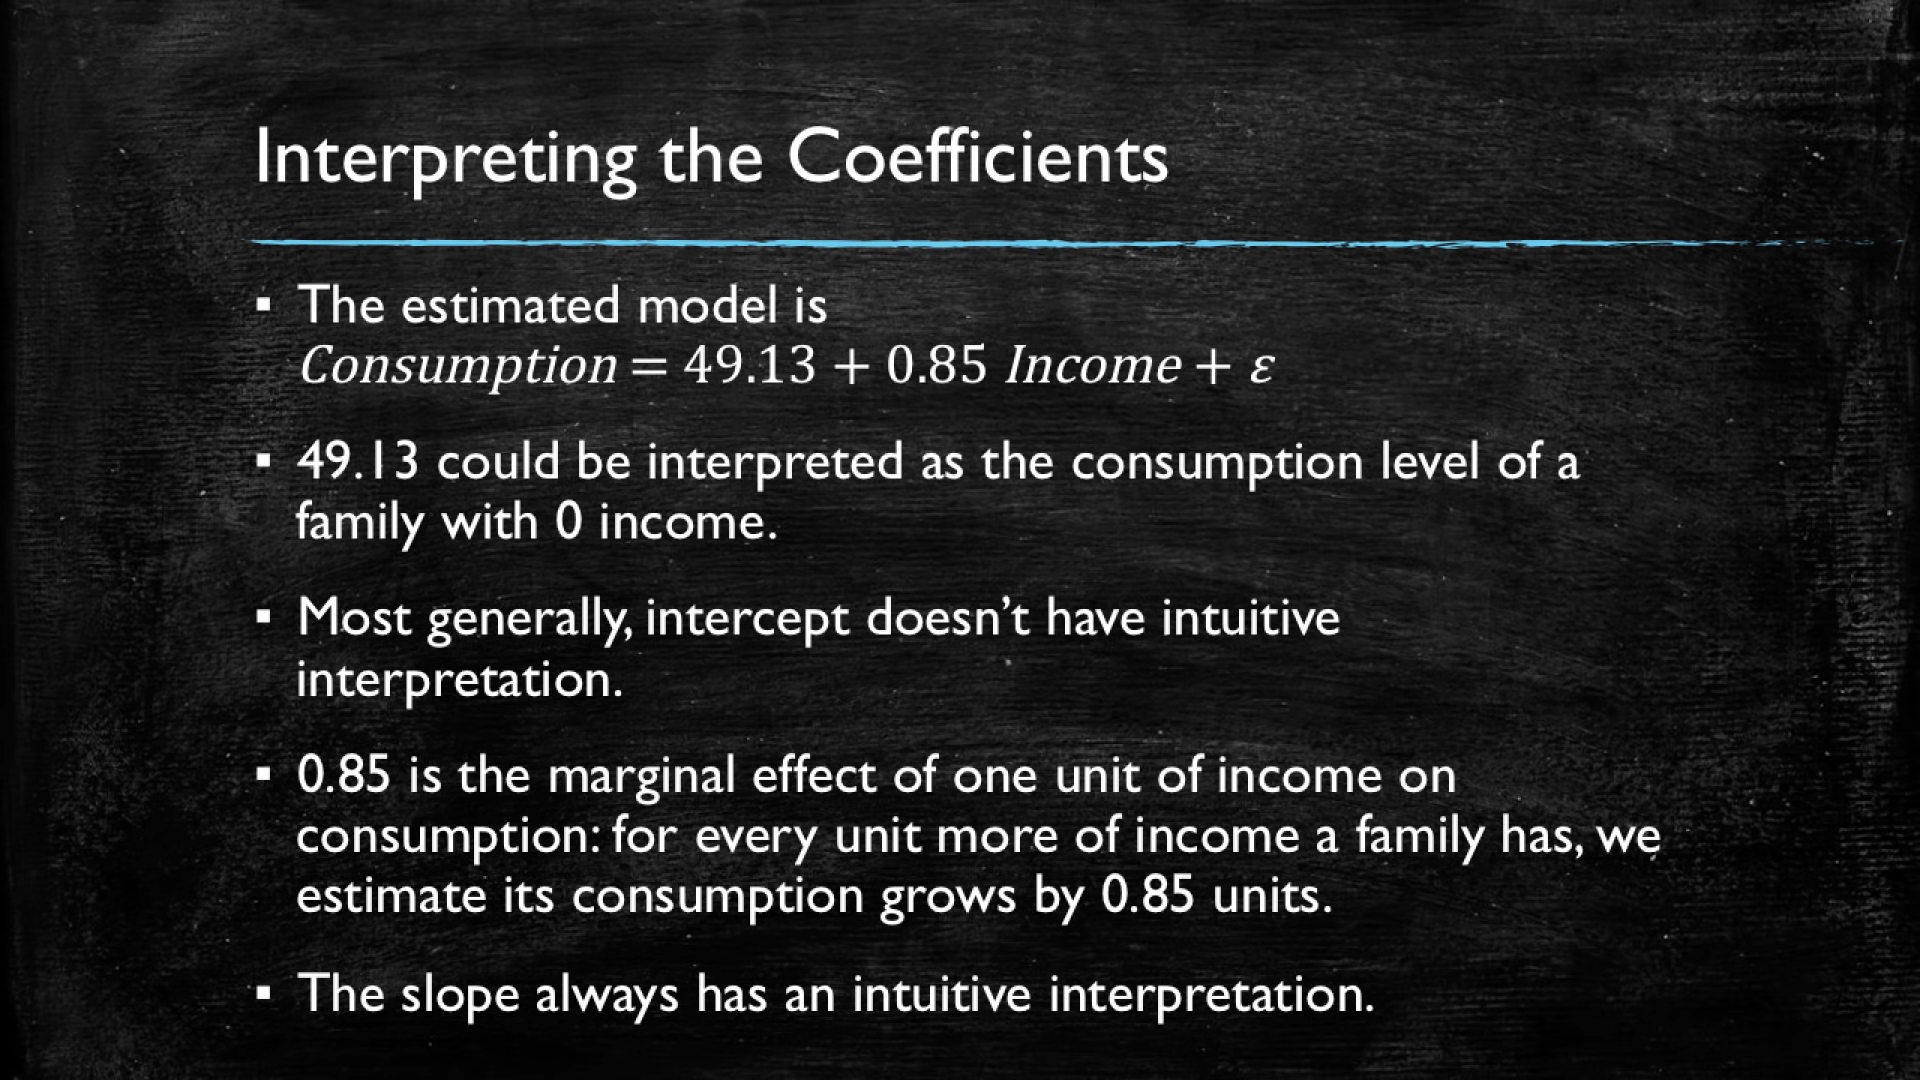 Interpreting the Coefficients
▪ The estimated model is
Consumption = 49.13 + 0.85 Income + ε
▪ 49.13 could be interpreted as the consumption level of a
family with 0 income.
▪ Most generally, intercept doesn’t have intuitive
interpretation.
▪ 0.85 is the marginal effect of one unit of income on
consumption: for every unit more of income a family has, we
estimate its consumption grows by 0.85 units.
▪ The slope always has an intuitive interpretation.